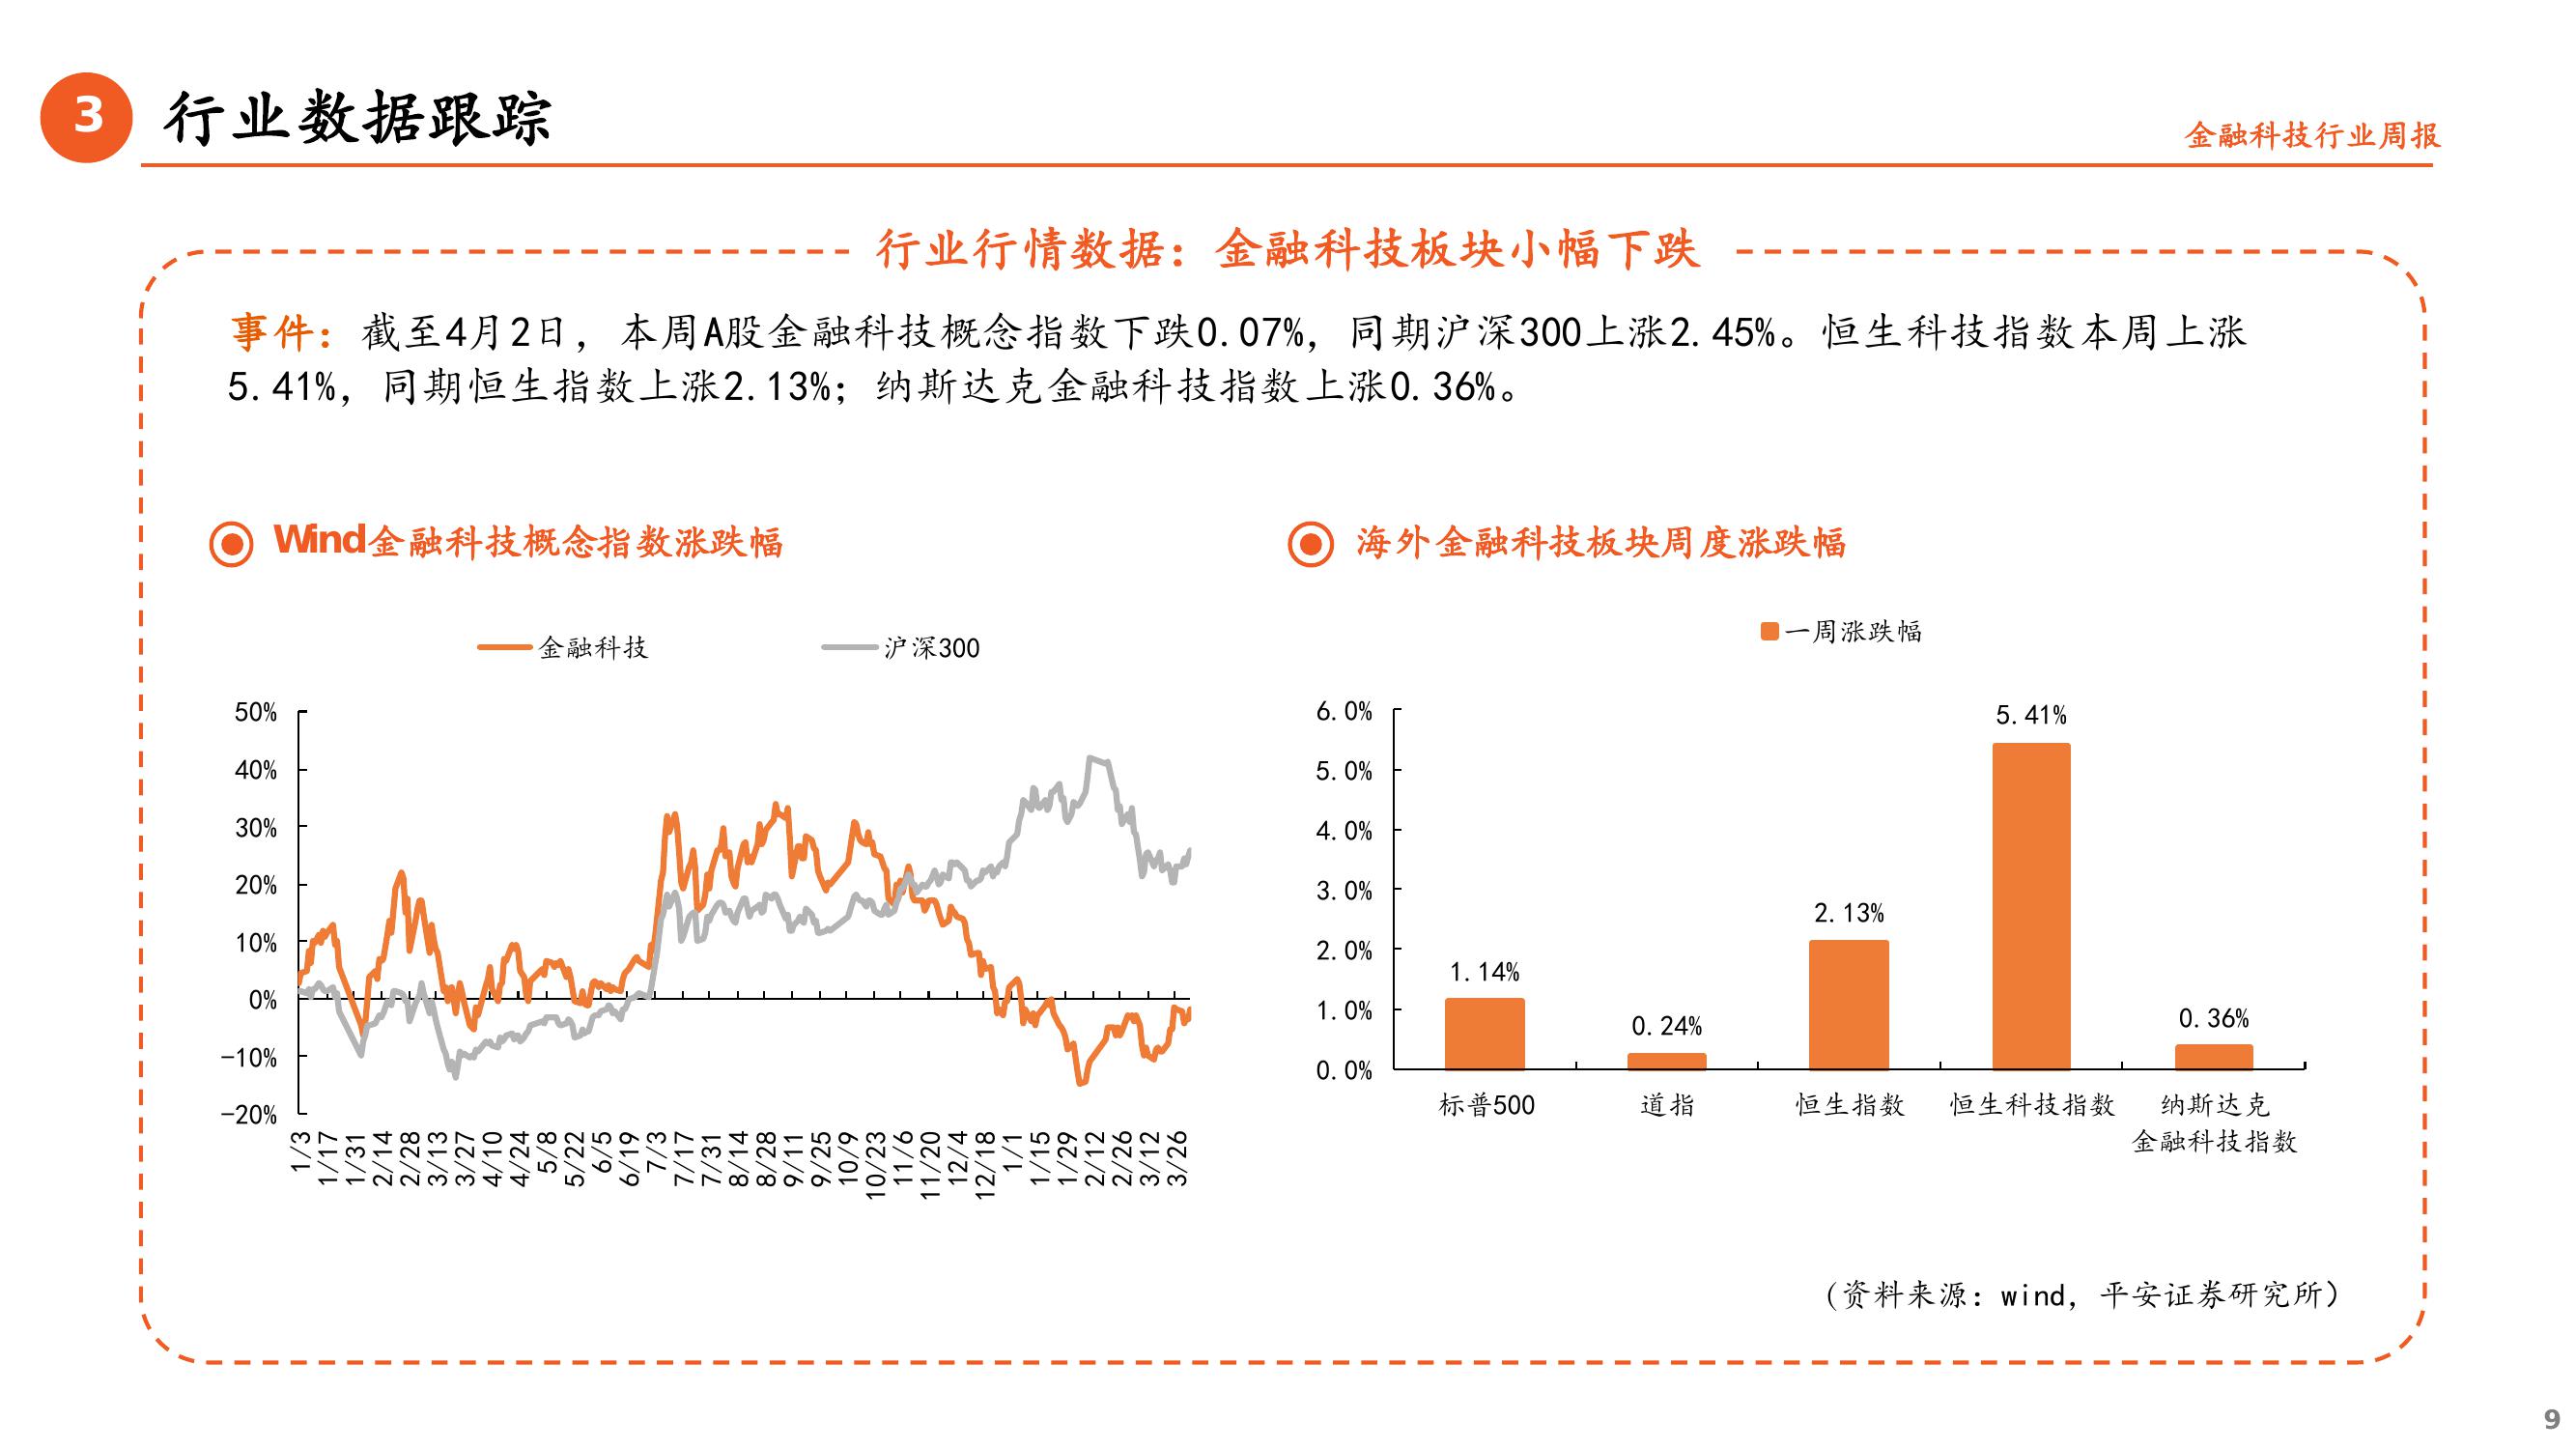 3
行业数据跟踪
金融科技行业周报
行业行情数据：金融科技板块小幅下跌
事件：截至4月2日，本周A股金融科技概念指数下跌0.07%，同期沪深300上涨2.45%。恒生科技指数本周上涨
5.41%，同期恒生指数上涨2.13%；纳斯达克金融科技指数上涨0.36%。
Wind金融科技概念指数涨跌幅
金融科技 沪深300
50%
40%
30%
20%
10%
0%
-10%
-20%
1/3 1/17 1/31 2/14 2/28 3/13 3/27 4/10 4/24 5/8 5/22 6/5 6/19 7/3 7/17 7/31 8/14 8/28 9/11 9/25 10/9 10/23 11/6 11/20 12/4 12/18 1/1 1/15 1/29 2/12 2/26 3/12 3/26
海外金融科技板块周度涨跌幅
一周涨跌幅
6.0%
5.0%
4.0%
3.0%
2.0%
1.0%
0.0%
1.14% 0.24% 2.13% 5.41% 0.36%
标普500 道指 恒生指数 恒生科技指数 纳斯达克
金融科技指数
（资料来源：wind，平安证券研究所）
9